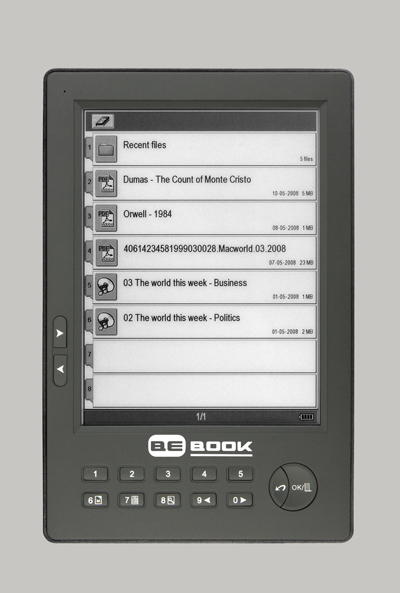 1
Recent files
5 files
2
PDF
Dumas - The Count of Monte Cristo
10-05-2008 5 MB
3
PDF
Orwell - 1984
08-05-2008 1 MB
4
PDF
40614234581999030028.Macworld.03.2008
07-05-2008 23 MB
5
03 The world this week - Business
01-05-2008 1 MB
6
02 The world this week - Politics
01-05-2008 2 MB
7
8
1/1
BE BOOK
1 2 3 4 5
6 7 8 9 0
OK/